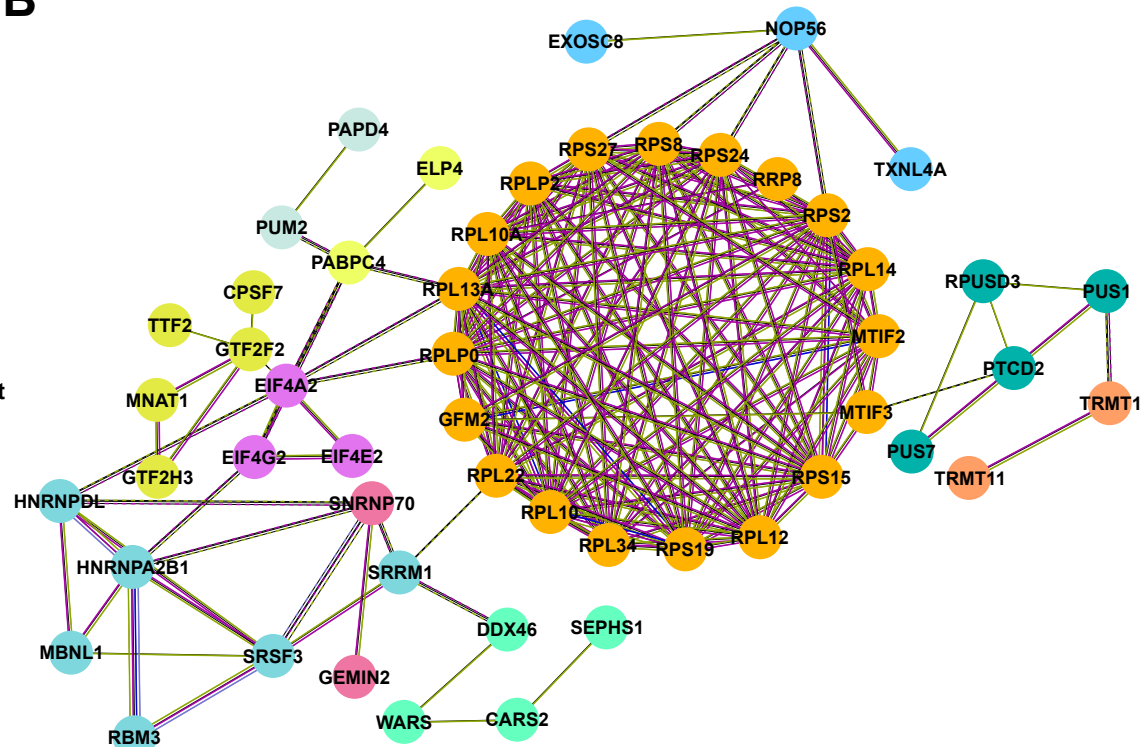 B
EXOSC8
NOP56
PAPD4
RPS27
RPS8
RPS24
ELP4
RPLP2
RRP8
TXNL4A
PUM2
RPL10A
RPS2
PABPC4
RPL14
CPSF7
RPL13A
RPUSD3
PUS1
TTF2
GTF2F2
RPLP0
MTIF2
EIF4A2
PTCD2
t
MNAT1
GFM2
MTIF3
TRMT1
EIF4G2
EIF4E2
PUS7
GTF2H3
RPL22
RPS15
TRMT11
HNRNPDL
SNRNP70
RPL10
RPL34
RPS19
RPL12
HNRNPA2B1
SRRM1
DDX46
SEPHS1
MBNL1
SRSF3
GEMIN2
WARS
CARS2
RBM3